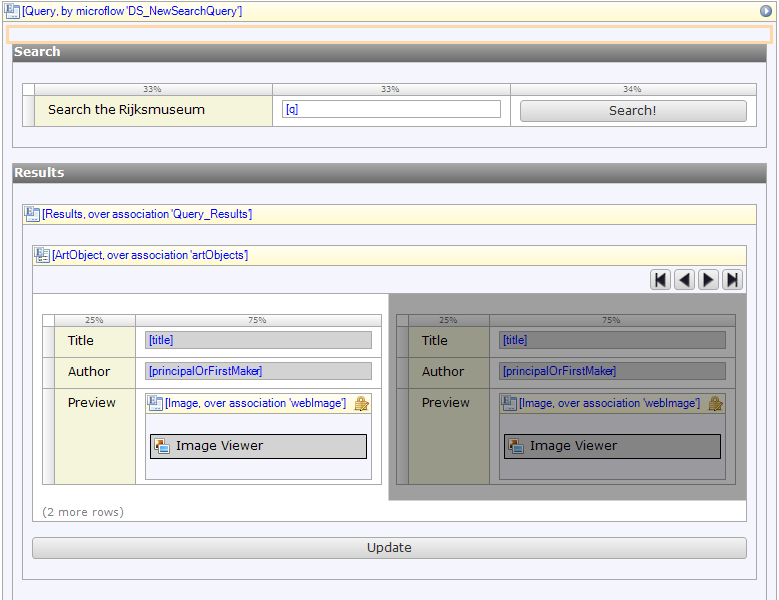 [Query, by microflow 'DS_NewSearchQuery']
Search
33% 33% 34%
Search the Rijksmuseum [q] Search!
Results
[Results, over association 'Query_Results']
[ArtObject, over association 'artObjects']
25% 75% 25% 75%
Title [title] Title [title]
Author [principalOrFirstMaker] Author [principalOrFirstMaker]
Preview [Image, over association 'webImage'] Preview [Image, over association 'webImage']
Image Viewer Image Viewer
(2 more rows)
Update